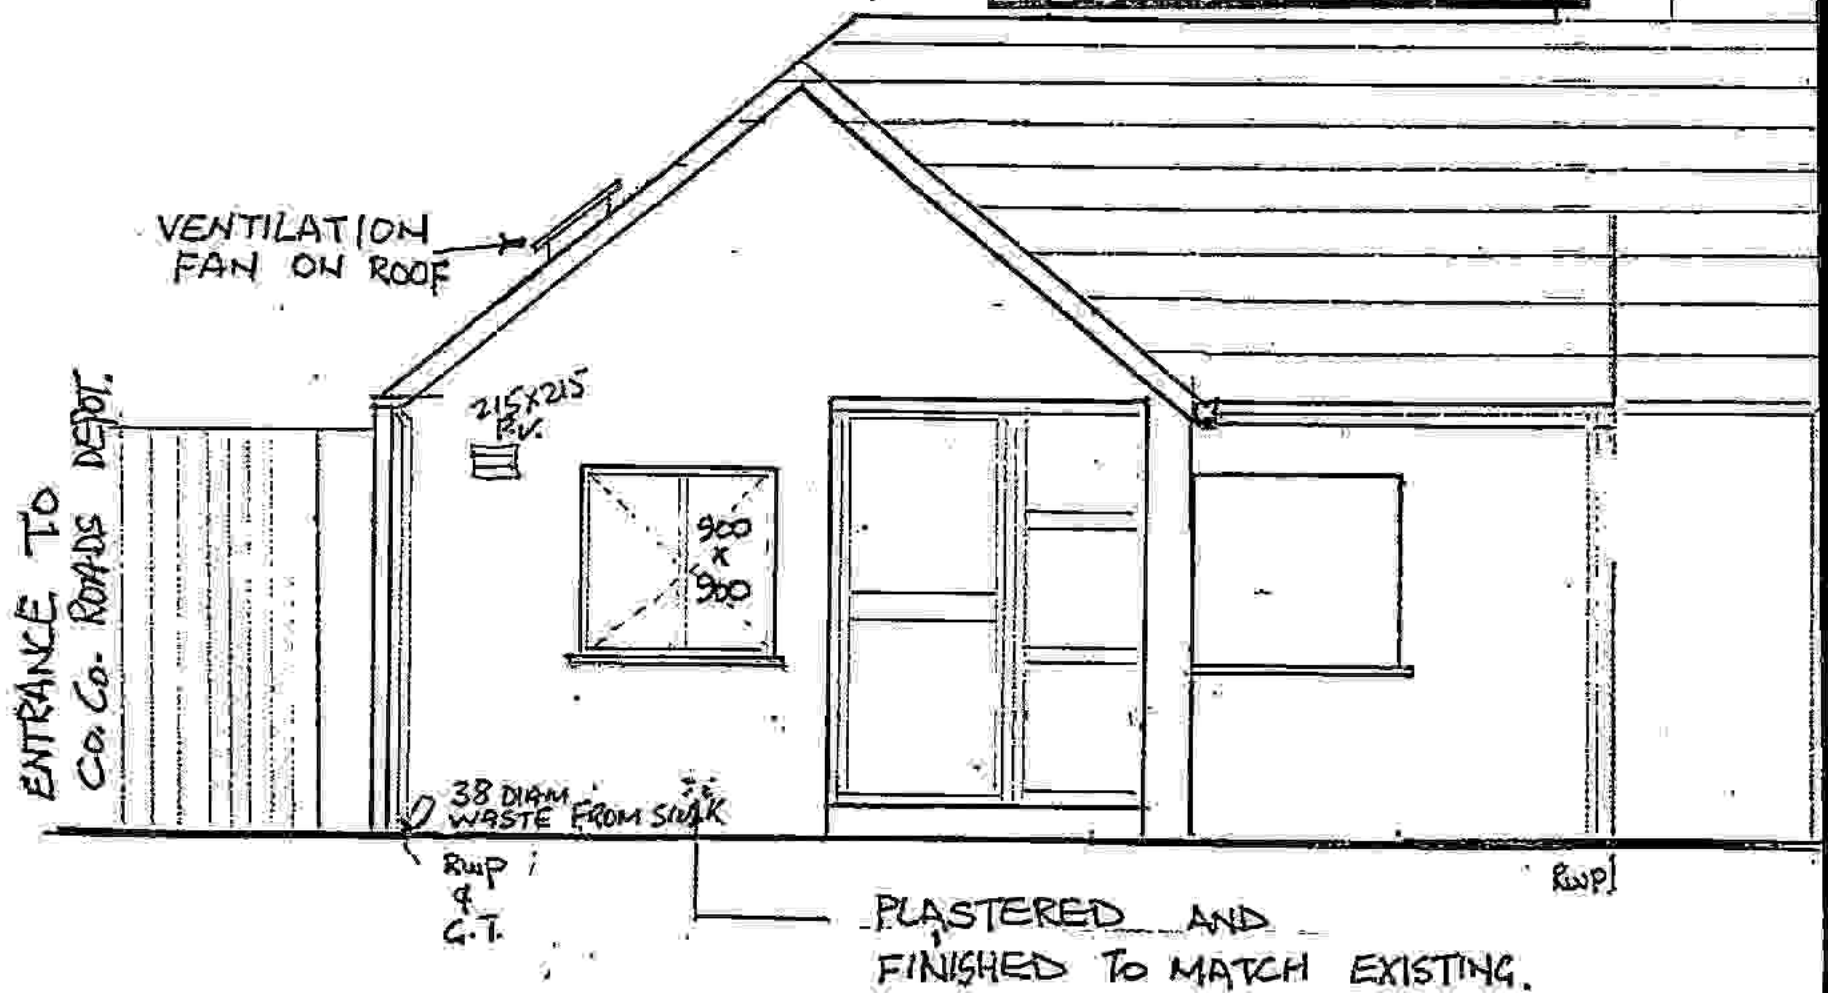 VENTILATION
FAN ON ROOF
ENTRANCE TO
CO. CO. ROADS DEPOT.
215X215
P.V.
900
x
900
38 DIAM
WASTE FROM SINK
RWP
&
G.T.
RWP
PLASTERED AND
FINISHED TO MATCH EXISTING.